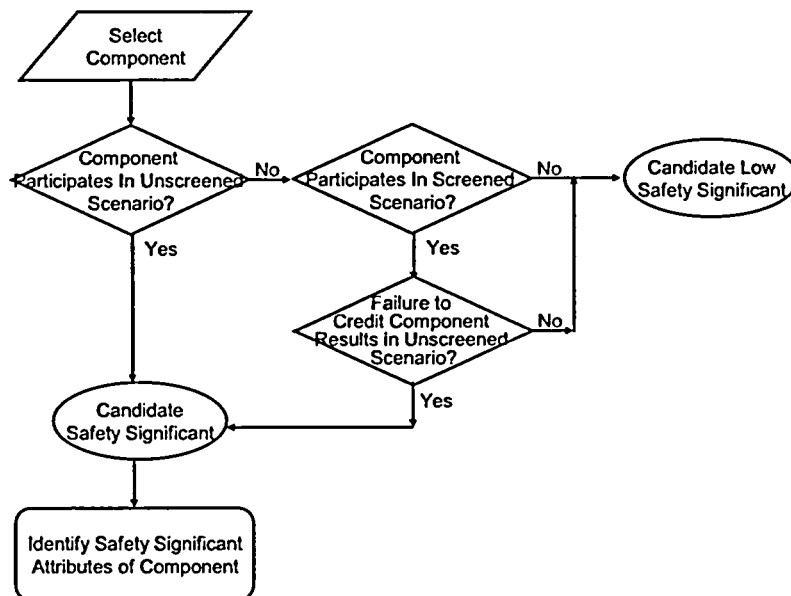 Select
Component
Component
Participates In Unscreened
Scenario?
No
Component
Participates In Screened
Scenario?
No
Candidate Low
Safety Significant
Yes
Yes
Failure to
Credit Component
Results in Unscreened
Scenario?
No
Yes
Candidate
Safety Significant
Identify Safety Significant
Attributes of Component